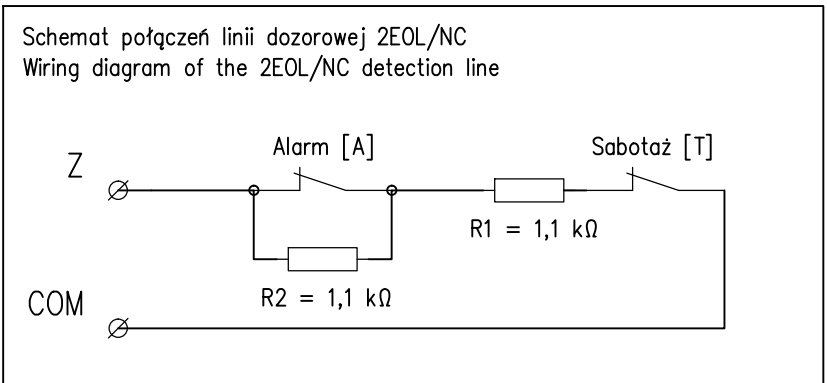 Schemat połączeń linii dozorowej 2EOL/NC
Wiring diagram of the 2EOL/NC detection line
Alarm [A]
Sabotaż [T]
Z
R1 = 1,1 kΩ
R2 = 1,1 kΩ
COM